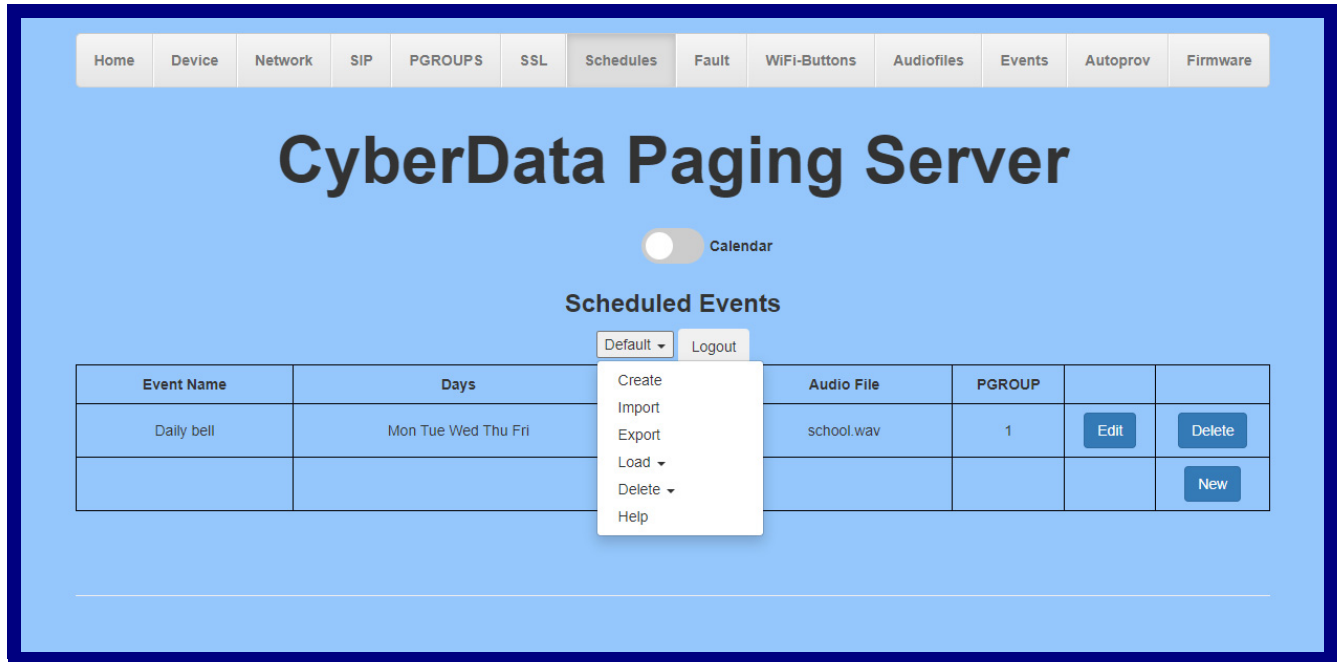 Home Device Network SIP PGROUPS SSL Schedules Fault WiFi-Buttons Audiofiles Events Autoprov Firmware
CyberData Paging Server
Calendar
Scheduled Events
Default Logout
Event Name Days Audio File PGROUP
Daily bell Mon Tue Wed Thu Fri school.wav 1 Edit Delete
New
Create
Import
Export
Load
Delete
Help